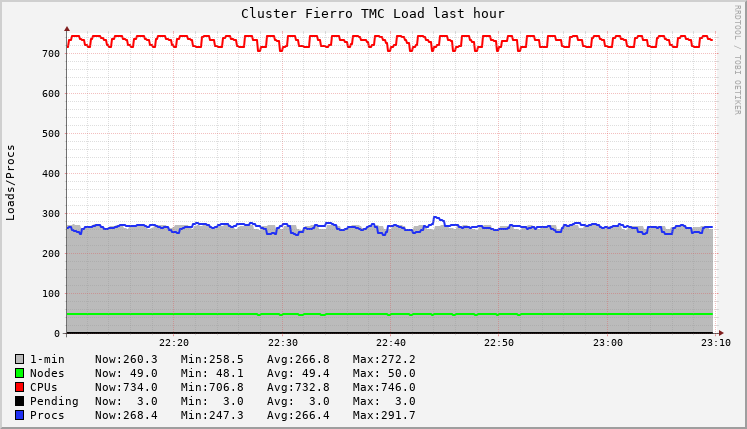 Cluster Fierro TMC Load last hour
RRDTOOL / TOBI OETIKER
Loads/Procs
700
600
500
400
300
200
100
0
22:20 22:30 22:40 22:50 23:00 23:10
1-min Now:260.3 Min:258.5 Avg:266.8 Max:272.2
Nodes Now: 49.0 Min: 48.1 Avg: 49.4 Max: 50.0
CPUs Now:734.0 Min:706.8 Avg:732.8 Max:746.0
Pending Now: 3.0 Min: 3.0 Avg: 3.0 Max: 3.0
Procs Now:268.4 Min:247.3 Avg:266.4 Max:291.7